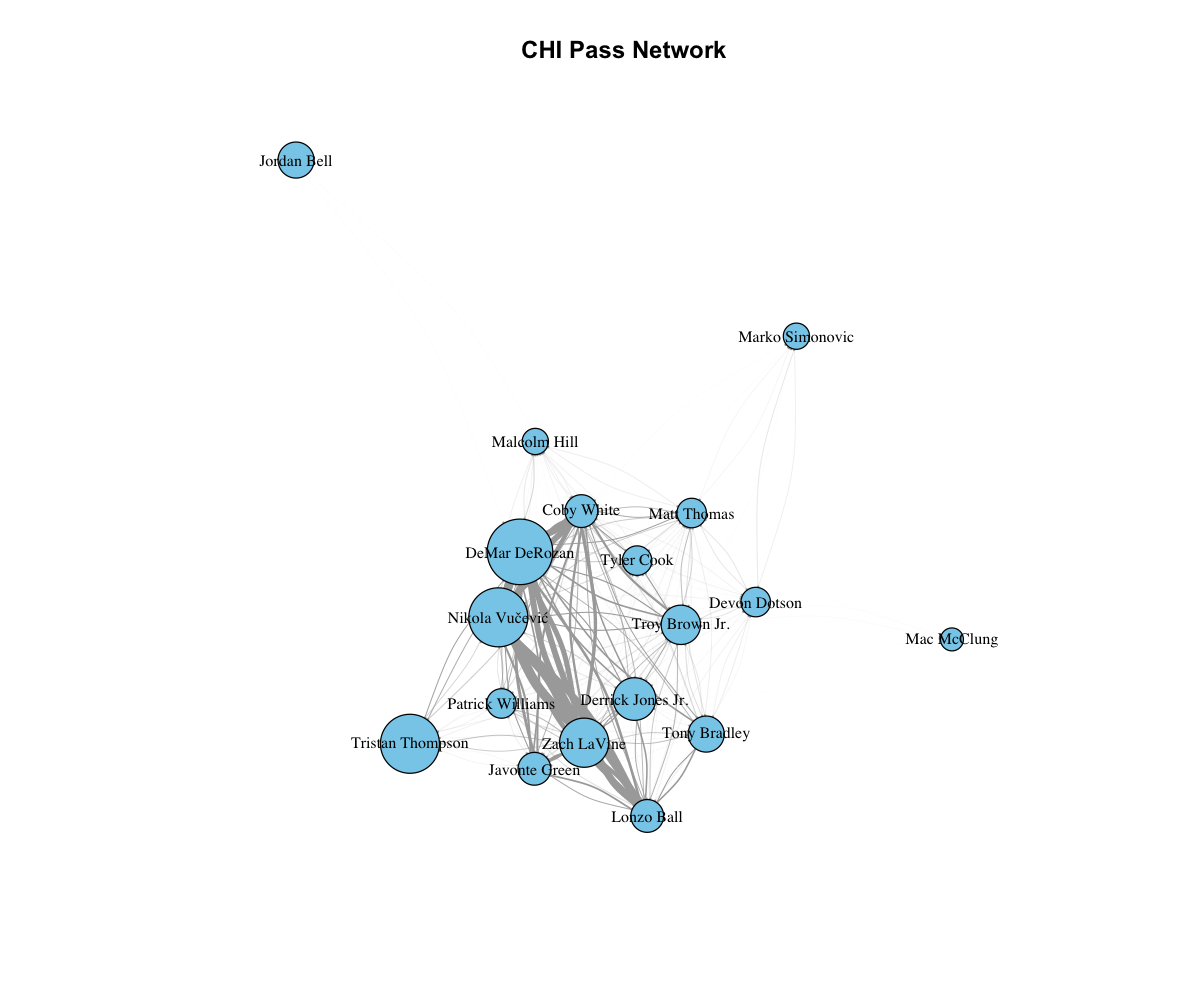 CHI Pass Network
Jordan Bell
Marko Simonovic
Malcolm Hill
Coby White
Matt Thomas
DeMar DeRozan
Tyler Cook
Devon Dotson
Nikola Vučević
Troy Brown Jr.
Mac McClung
Patrick Williams
Derrick Jones Jr.
Tristan Thompson
Zach LaVine
Tony Bradley
Javonte Green
Lonzo Ball